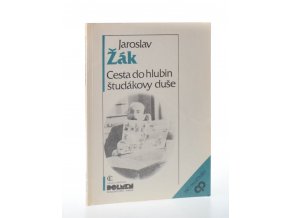 Jaroslav
Žák
Cesta do hlubin
študákovy duše
DOLMEN